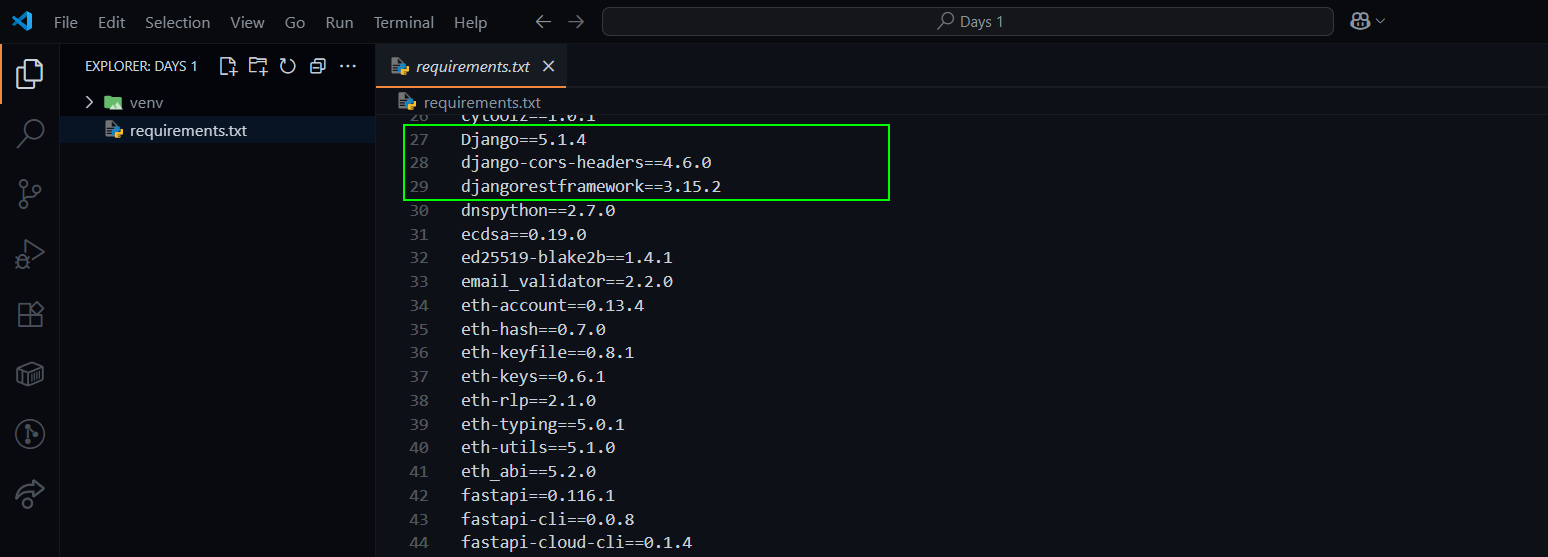 File Edit Selection View Go Run Terminal Help
Days 1
EXPLORER: DAYS 1
venv
requirements.txt
requirements.txt
requirements.txt
26 cytoolz==1.0.1
27 Django==5.1.4
28 django-cors-headers==4.6.0
29 djangorestframework==3.15.2
30 dnspython==2.7.0
31 ecdsa==0.19.0
32 ed25519-blake2b==1.4.1
33 email_validator==2.2.0
34 eth-account==0.13.4
35 eth-hash==0.7.0
36 eth-keyfile==0.8.1
37 eth-keys==0.6.1
38 eth-rlp==2.1.0
39 eth-typing==5.0.1
40 eth-utils==5.1.0
41 eth_abi==5.2.0
42 fastapi==0.116.1
43 fastapi-cli==0.0.8
44 fastapi-cloud-cli==0.1.4